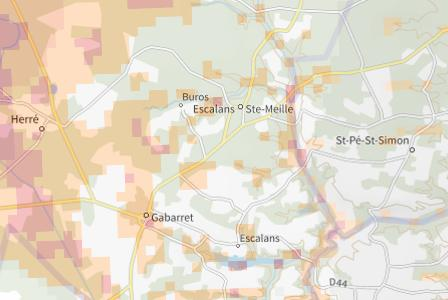 Buros
Escalans
Ste-Meille
Herré
St-Pé-St-Simon
Gabarret
Escalans
D44